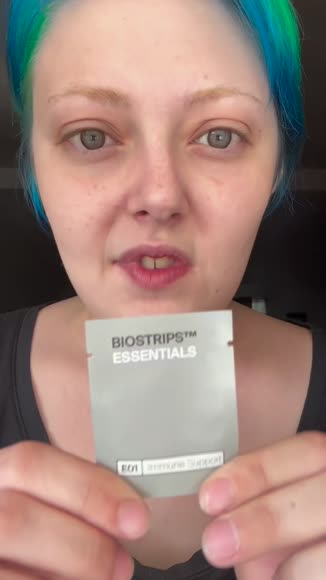 BIOSTRIPS™
ESSENTIALS
E01 Immune Support